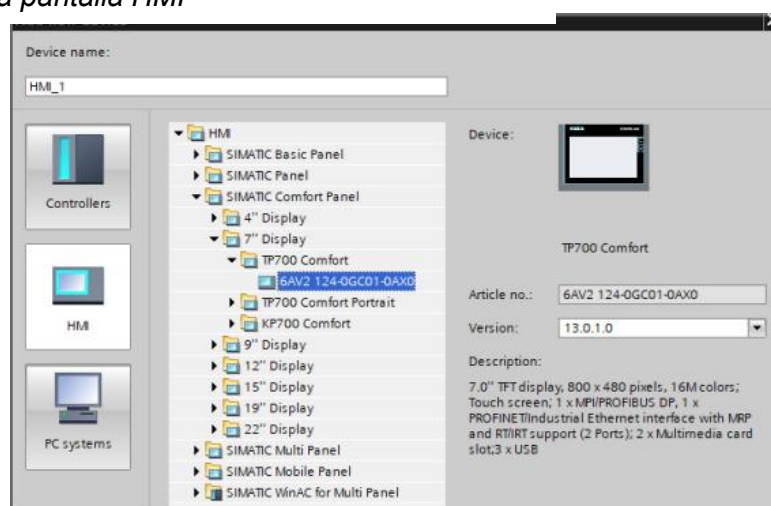 pantalla HMI
Device name:
HMI_1
Controllers
HMI
PC systems
HMI
SIMATIC Basic Panel
SIMATIC Panel
SIMATIC Comfort Panel
4'' Display
7'' Display
TP700 Comfort
6AV2 124-0GC01-0AX0
TP700 Comfort Portrait
KP700 Comfort
9'' Display
12'' Display
15'' Display
19'' Display
22'' Display
SIMATIC Multi Panel
SIMATIC Mobile Panel
SIMATIC WinAC for Multi Panel
Device:
TP700 Comfort
Article no.: 6AV2 124-0GC01-0AX0
Version: 13.0.1.0
Description:
7.0'' TFT display, 800 x 480 pixels, 16M colors;
Touch screen; 1 x MPI/PROFIBUS DP, 1 x
PROFINET/Industrial Ethernet interface with MRP
and RT/IRT support (2 Ports); 2 x Multimedia card
slot;3 x USB